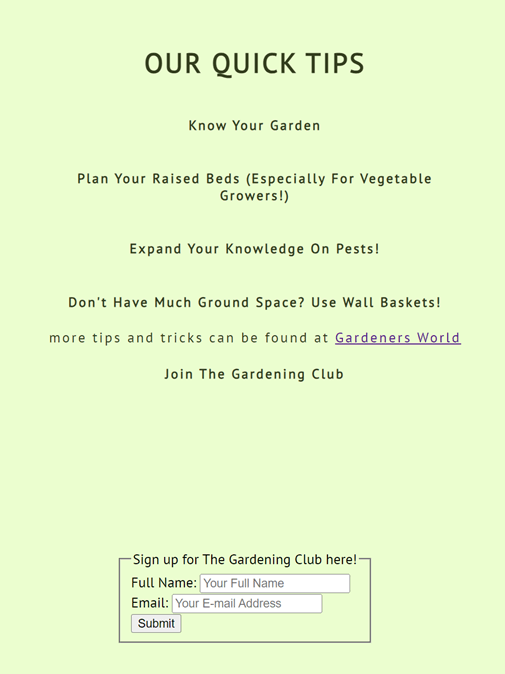 OUR QUICK TIPS
Know Your Garden
Plan Your Raised Beds (Especially For Vegetable
Growers!)
Expand Your Knowledge On Pests!
Don't Have Much Ground Space? Use Wall Baskets!
more tips and tricks can be found at Gardeners World
Join The Gardening Club
Sign up for The Gardening Club here!
Full Name: Your Full Name
Email: Your E-mail Address
Submit